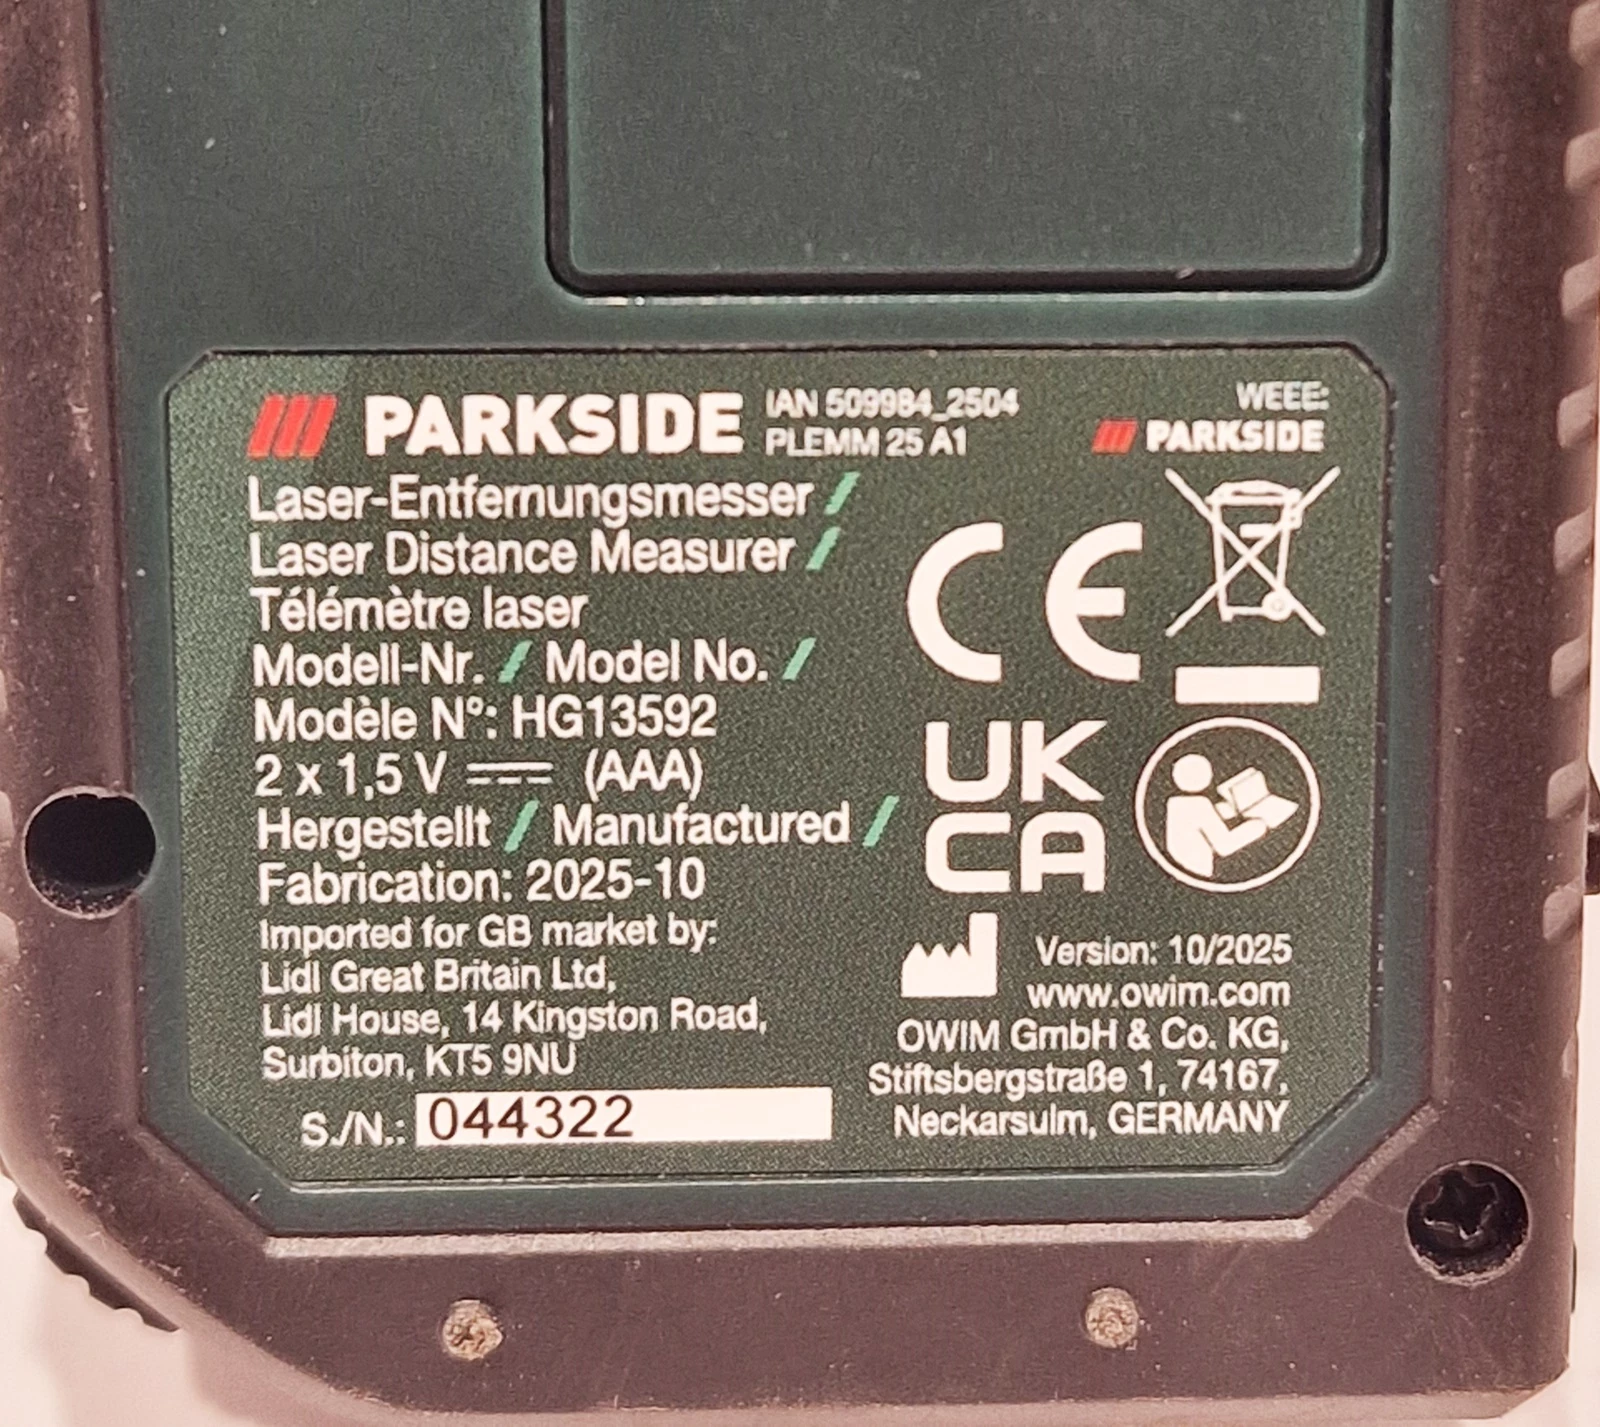 PARKSIDE
IAN 509984_2504
PLEMM 25 A1
WEEE:
PARKSIDE
Laser-Entfernungsmesser /
Laser Distance Measurer /
Télémètre laser
Modell-Nr. / Model No. /
Modèle N°: HG13592
2 x 1,5 V (AAA)
Hergestellt / Manufactured /
Fabrication: 2025-10
Imported for GB market by:
Lidl Great Britain Ltd,
Lidl House, 14 Kingston Road,
Surbiton, KT5 9NU
S./N.: 044322
CE
UK
CA
Version: 10/2025
www.owim.com
OWIM GmbH & Co. KG,
Stiftsbergstraße 1, 74167,
Neckarsulm, GERMANY